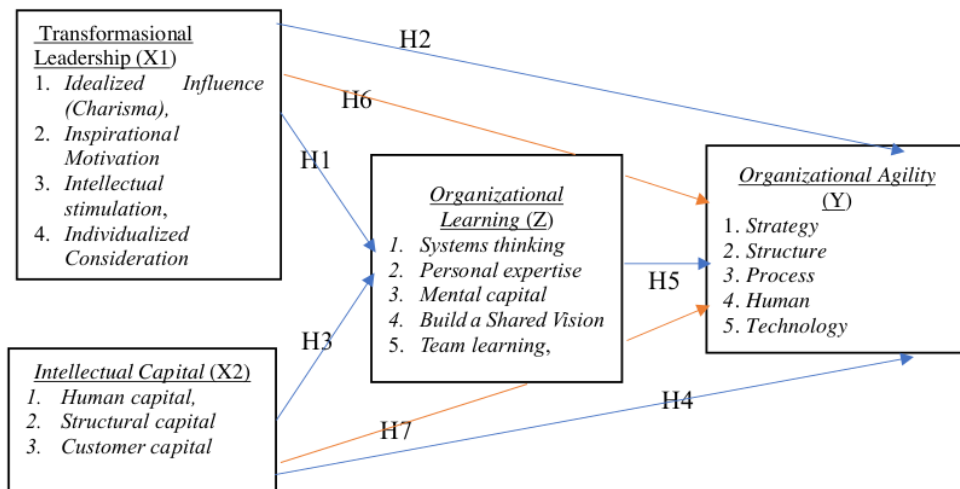 Transformasional
Leadership (X1)
1. Idealized Influence
(Charisma),
2. Inspirational
Motivation
3. Intellectual
stimulation,
4. Individualized
Consideration
H2
H6
H1
Organizational
Learning (Z)
1. Systems thinking
2. Personal expertise
3. Mental capital
4. Build a Shared Vision
5. Team learning,
Organizational Agility
(Y)
1. Strategy
2. Structure
3. Process
4. Human
5. Technology
H5
H3
Intellectual Capital (X2)
1. Human capital,
2. Structural capital
3. Customer capital
H7
H4